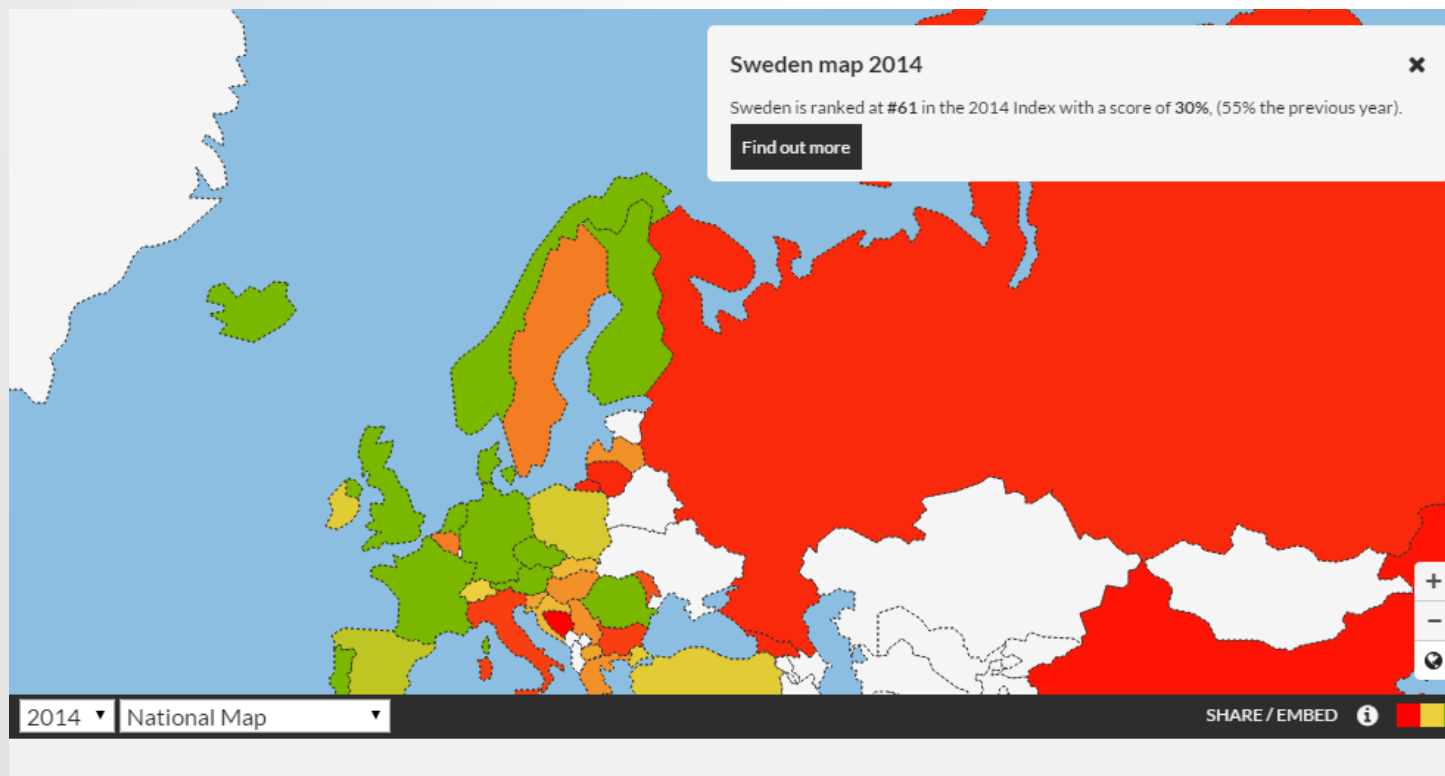 Sweden map 2014
Sweden is ranked at #61 in the 2014 Index with a score of 30%, (55% the previous year).
Find out more
2014
National Map
SHARE / EMBED